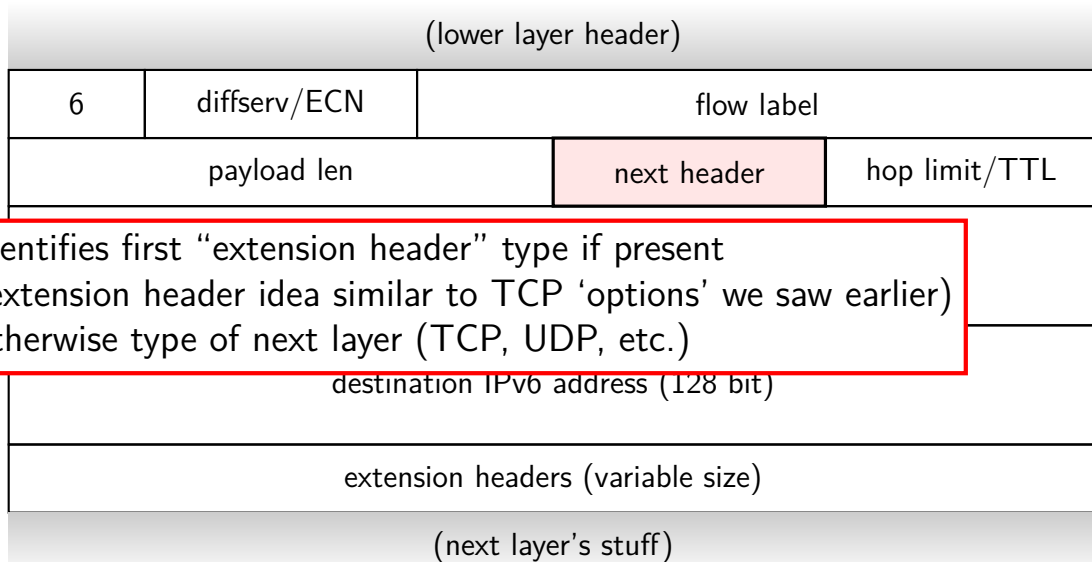 (lower layer header)
6 diffserv/ECN flow label
payload len next header hop limit/TTL
entifies first “extension header” type if present
extension header idea similar to TCP ‘options’ we saw earlier)
therwise type of next layer (TCP, UDP, etc.)
destination IPv6 address (128 bit)
extension headers (variable size)
(next layer's stuff)